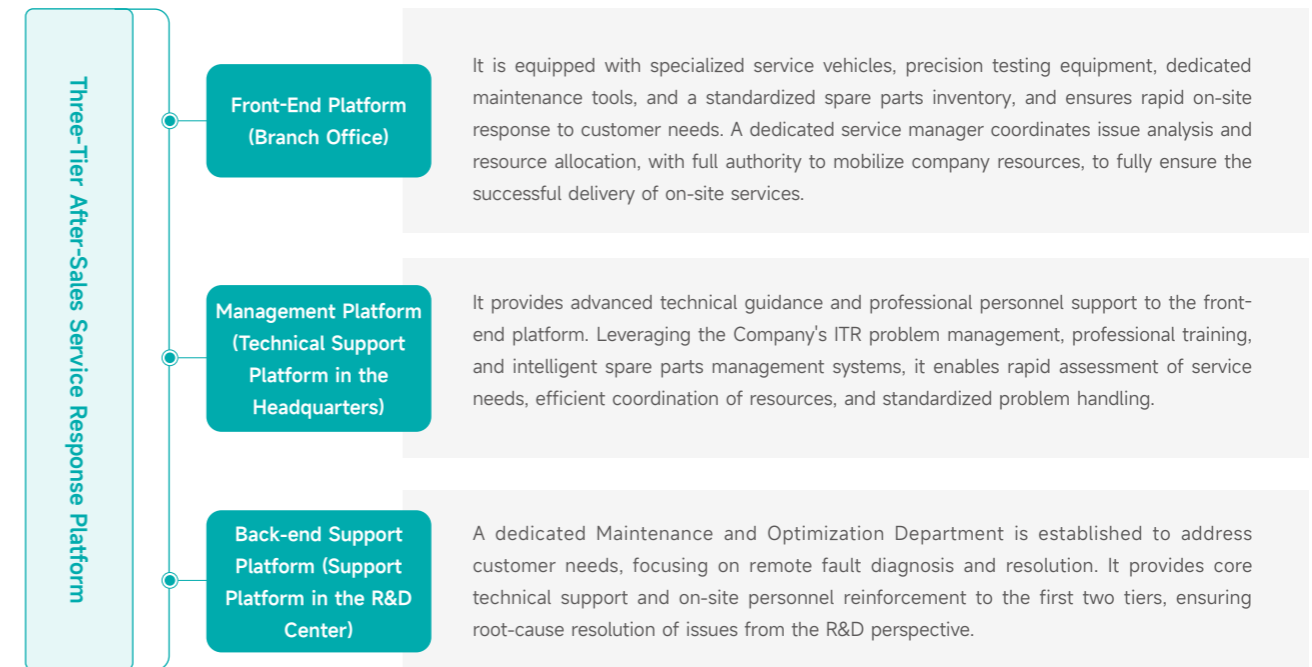 Three-Tier After-Sales Service Response Platform
Front-End Platform
(Branch Office)
It is equipped with specialized service vehicles, precision testing equipment, dedicated
maintenance tools, and a standardized spare parts inventory, and ensures rapid on-site
response to customer needs. A dedicated service manager coordinates issue analysis and
resource allocation, with full authority to mobilize company resources, to fully ensure the
successful delivery of on-site services.
Management Platform
(Technical Support
Platform in the
Headquarters)
It provides advanced technical guidance and professional personnel support to the front-
end platform. Leveraging the Company's ITR problem management, professional training,
and intelligent spare parts management systems, it enables rapid assessment of service
needs, efficient coordination of resources, and standardized problem handling.
Back-end Support
Platform (Support
Platform in the R&D
Center)
A dedicated Maintenance and Optimization Department is established to address
customer needs, focusing on remote fault diagnosis and resolution. It provides core
technical support and on-site personnel reinforcement to the first two tiers, ensuring
root-cause resolution of issues from the R&D perspective.